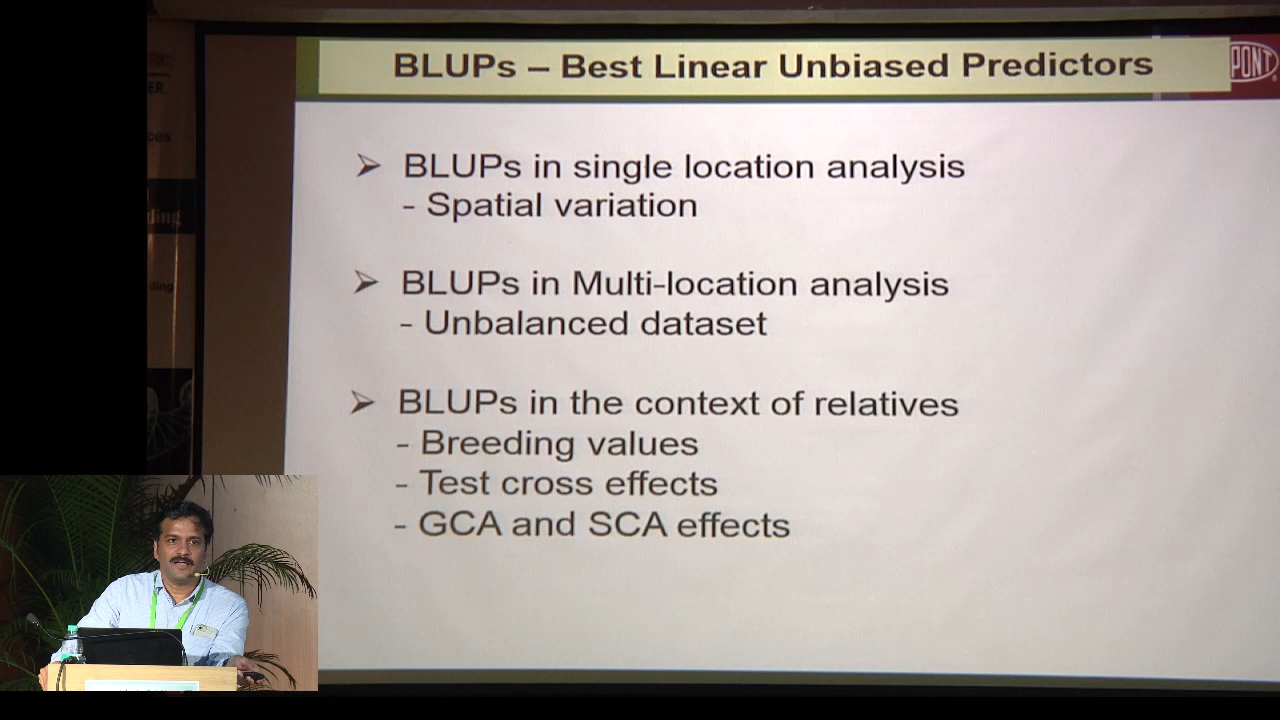 BLUPs – Best Linear Unbiased Predictors
PONT
➢ BLUPs in single location analysis
- Spatial variation
➢ BLUPs in Multi-location analysis
- Unbalanced dataset
➢ BLUPs in the context of relatives
- Breeding values
- Test cross effects
- GCA and SCA effects